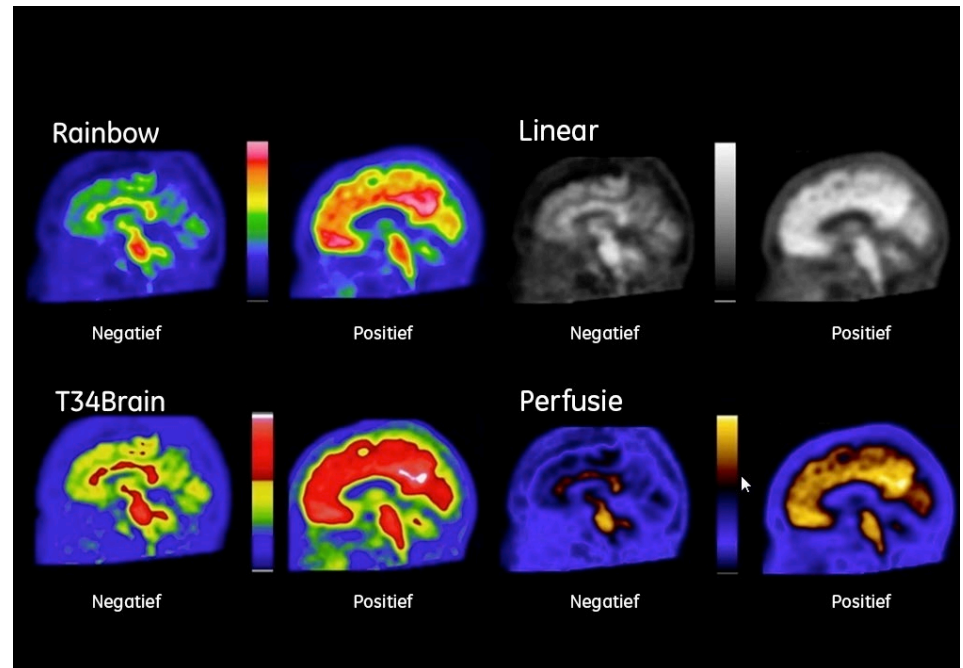 Rainbow
Linear
Negatief
Positief
Negatief
Positief
T34Brain
Perfusie
Negatief
Positief
Negatief
Positief